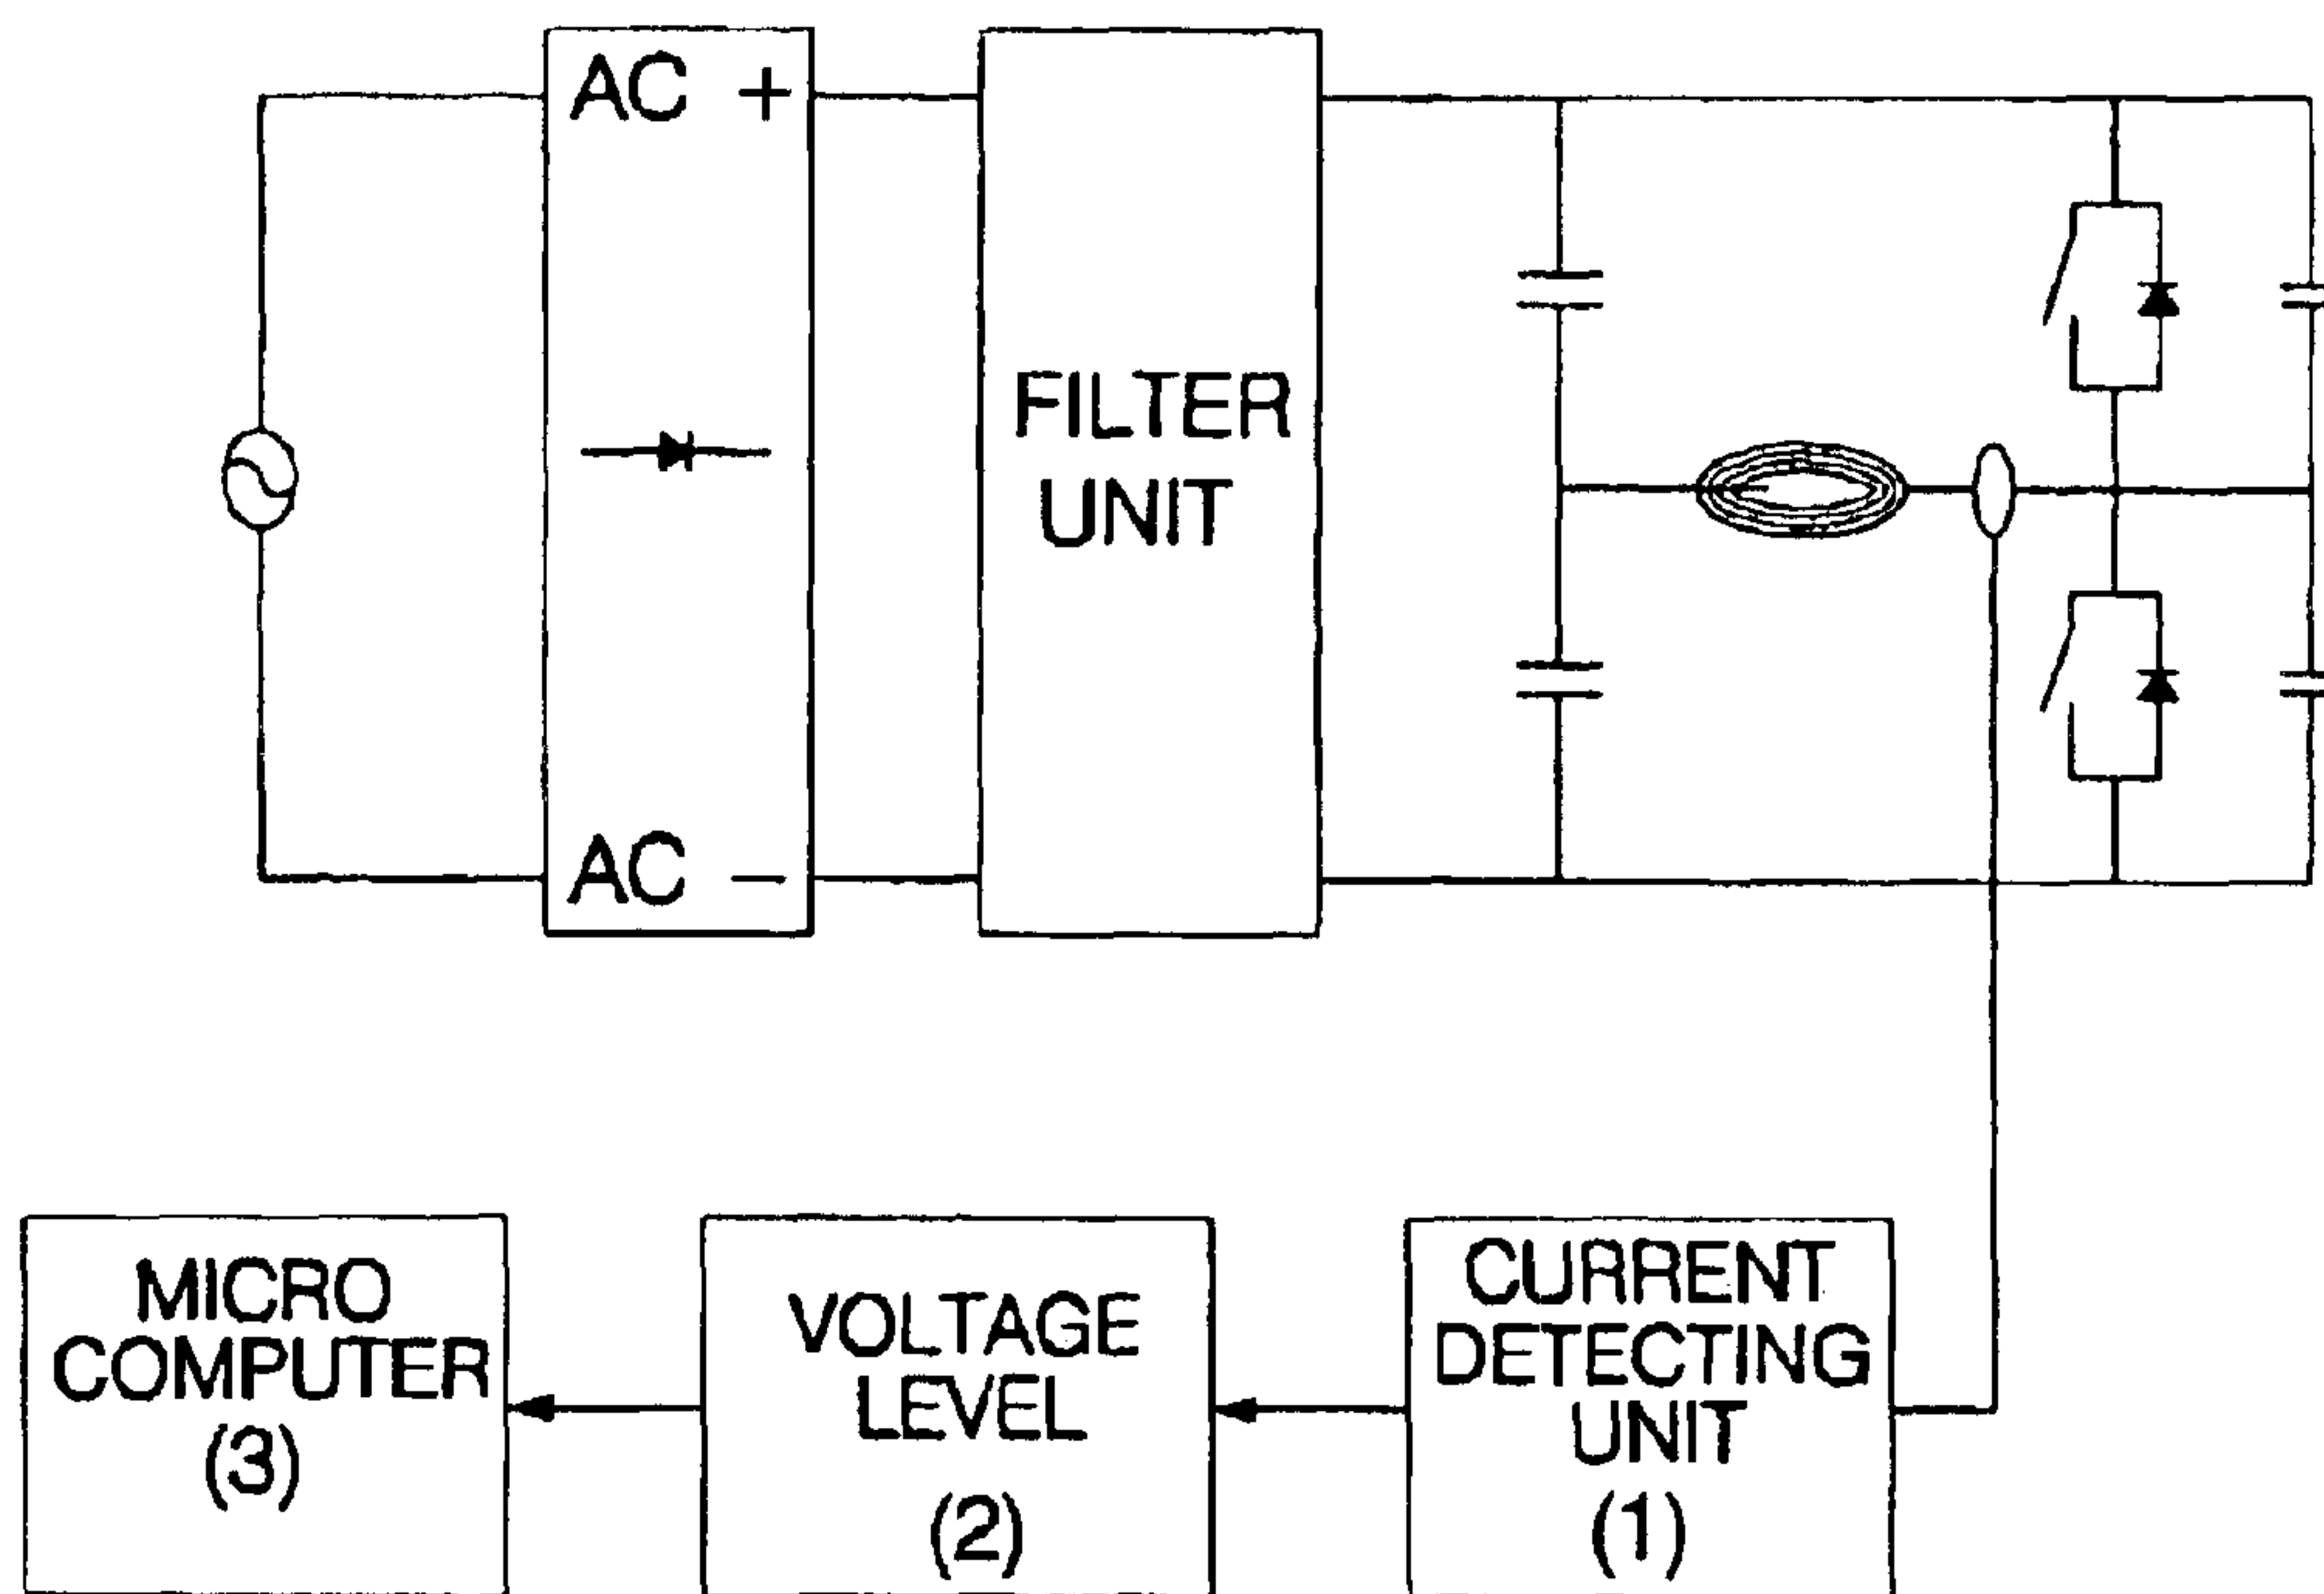 AC +
AC −
FILTER
UNIT
MICRO
COMPUTER
(3)
VOLTAGE
LEVEL
(2)
CURRENT
DETECTING
UNIT
(1)